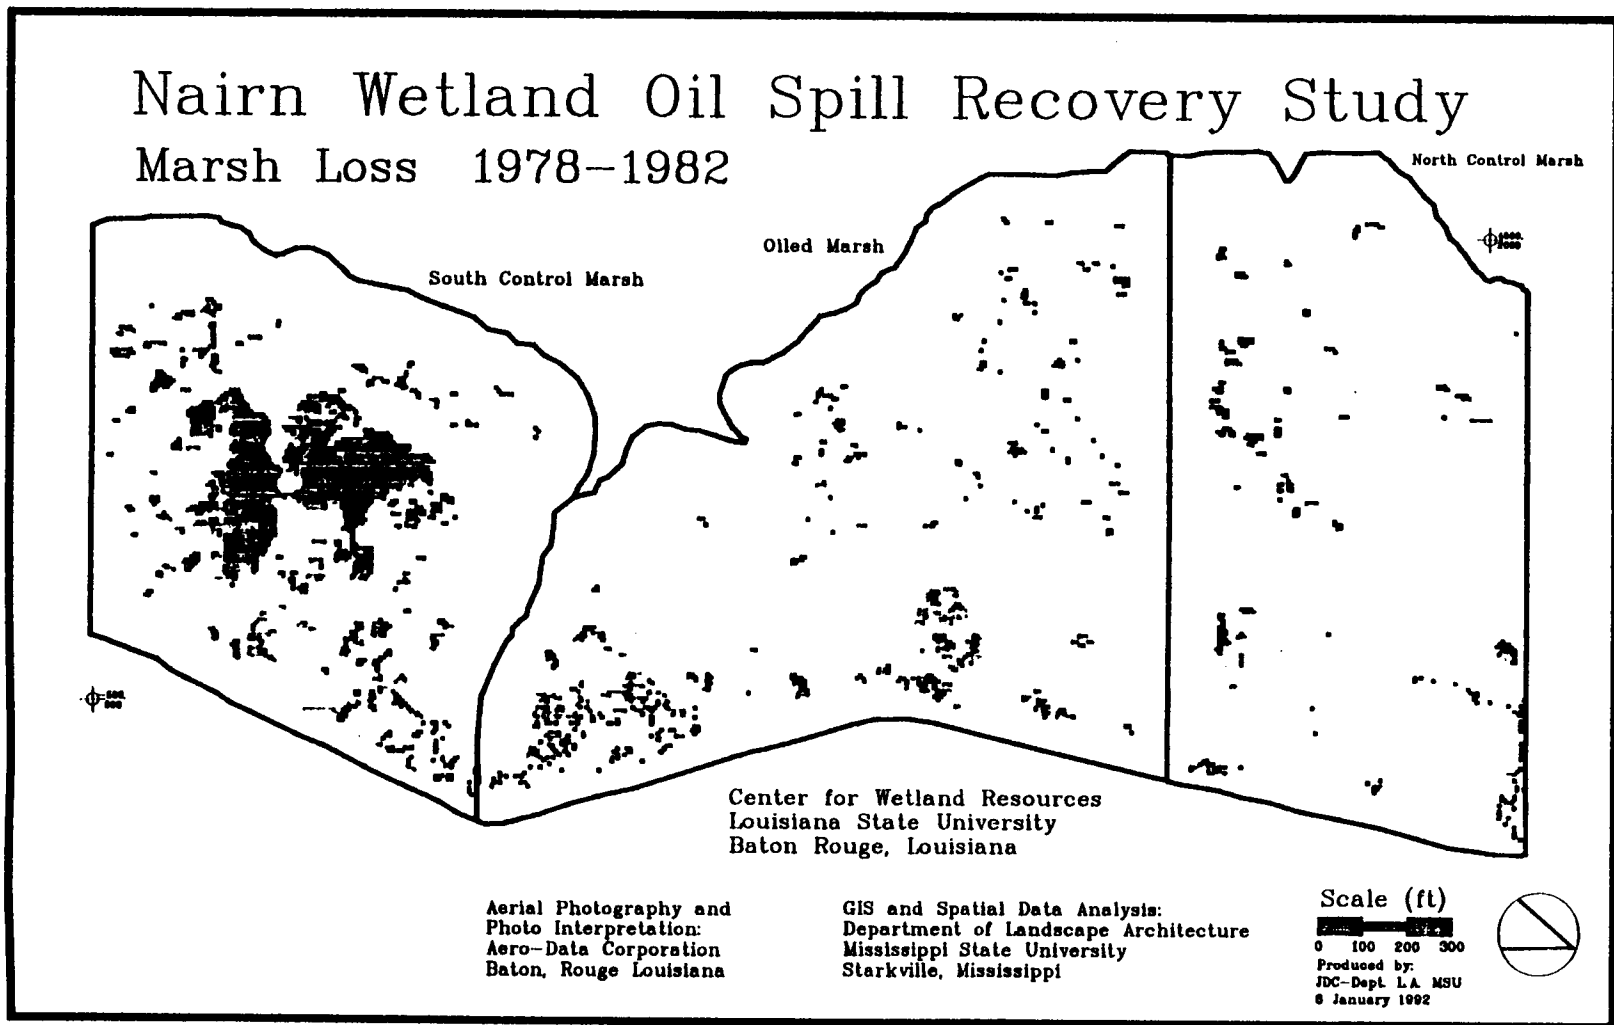 Nairn Wetland Oil Spill Recovery Study
Marsh Loss 1978-1982
North Control Marsh
Oiled Marsh
South Control Marsh
Center for Wetland Resources
Louisiana State University
Baton Rouge, Louisiana
Aerial Photography and
Photo Interpretation:
Aero-Data Corporation
Baton, Rouge Louisiana
GIS and Spatial Data Analysis:
Department of Landscape Architecture
Mississippi State University
Starkville, Mississippi
Scale (ft)
0 100 200 300
Produced by:
JDC-Dept. L.A. MSU
6 January 1992